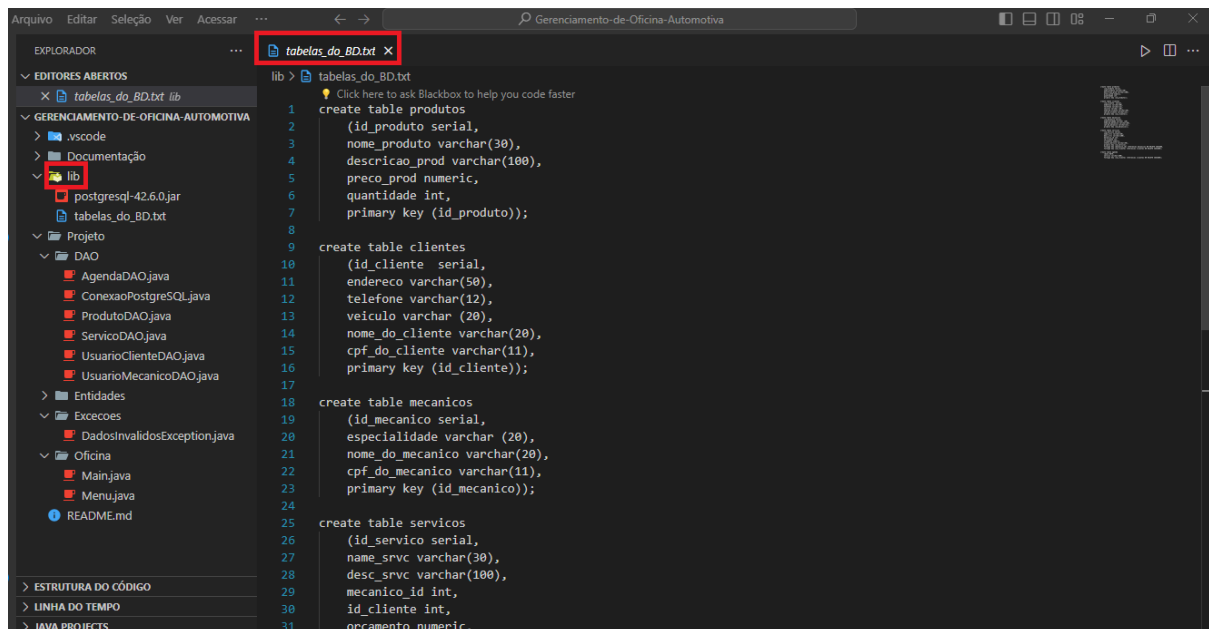 Arquivo Editar Seleção Ver Acessar ···
Gerenciamento-de-Oficina-Automotiva
EXPLORADOR ···
EDITORES ABERTOS
tabelas_do_BD.txt lib
GERENCIAMENTO-DE-OFICINA-AUTOMOTIVA
.vscode
Documentação
lib
postgresql-42.6.0.jar
tabelas_do_BD.txt
Projeto
DAO
AgendaDAO.java
ConexaoPostgreSQL.java
ProdutoDAO.java
ServicoDAO.java
UsuarioClienteDAO.java
UsuarioMecanicoDAO.java
Entidades
Excecoes
DadosInvalidosException.java
Oficina
Main.java
Menu.java
README.md
ESTRUTURA DO CÓDIGO
LINHA DO TEMPO
JAVA PROJECTS
tabelas_do_BD.txt
lib > tabelas_do_BD.txt
Click here to ask Blackbox to help you code faster
1 create table produtos
2 (id_produto serial,
3 nome_produto varchar(30),
4 descricao_prod varchar(100),
5 preco_prod numeric,
6 quantidade int,
7 primary key (id_produto));
8
9 create table clientes
10 (id_cliente  serial,
11 endereco varchar(50),
12 telefone varchar(12),
13 veiculo varchar (20),
14 nome_do_cliente varchar(20),
15 cpf_do_cliente varchar(11),
16 primary key (id_cliente));
17
18 create table mecanicos
19 (id_mecanico serial,
20 especialidade varchar (20),
21 nome_do_mecanico varchar(20),
22 cpf_do_mecanico varchar(11),
23 primary key (id_mecanico));
24
25 create table servicos
26 (id_servico serial,
27 name_srvc varchar(30),
28 desc_srvc varchar(100),
29 mecanico_id int,
30 id_cliente int,
31 orcamento numeric,